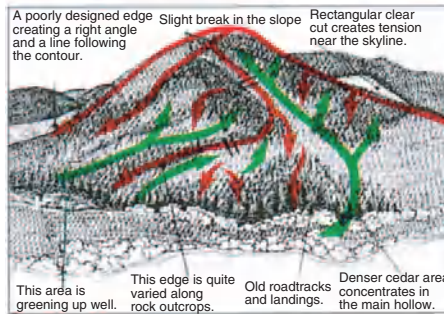 A poorly designed edge
creating a right angle
and a line following
the contour.
Slight break in the slope
Rectangular clear
cut creates tension
near the skyline.
This area is
greening up well.
This edge is quite
varied along
rock outcrops.
Old roadtracks
and landings.
Denser cedar area
concentrates in
the main hollow.